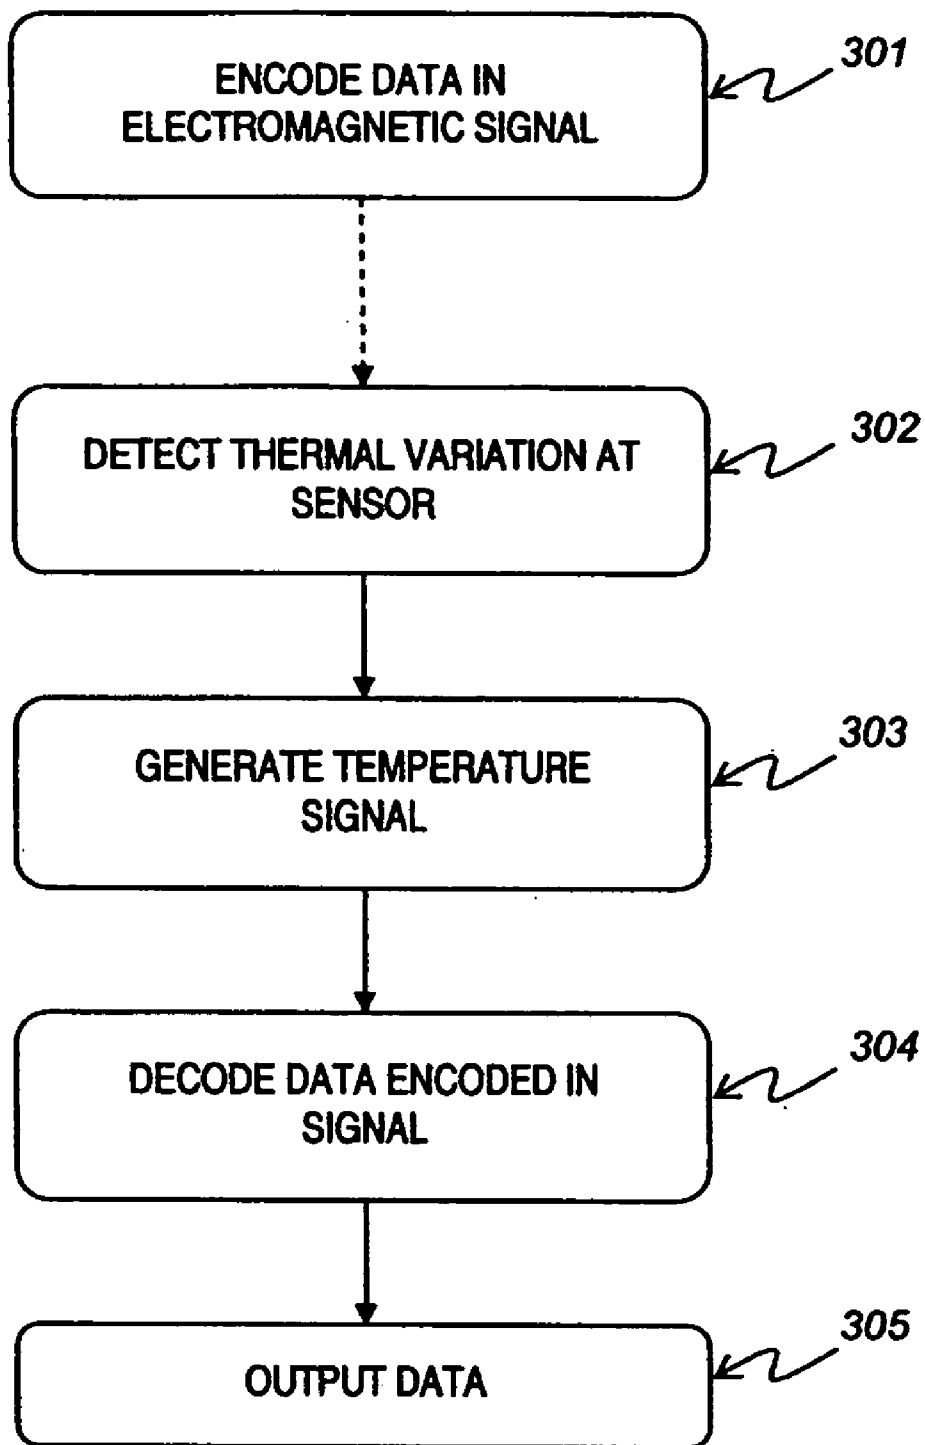 ENCODE DATA IN
ELECTROMAGNETIC SIGNAL
301
DETECT THERMAL VARIATION AT
SENSOR
302
GENERATE TEMPERATURE
SIGNAL
303
DECODE DATA ENCODED IN
SIGNAL
304
OUTPUT DATA
305